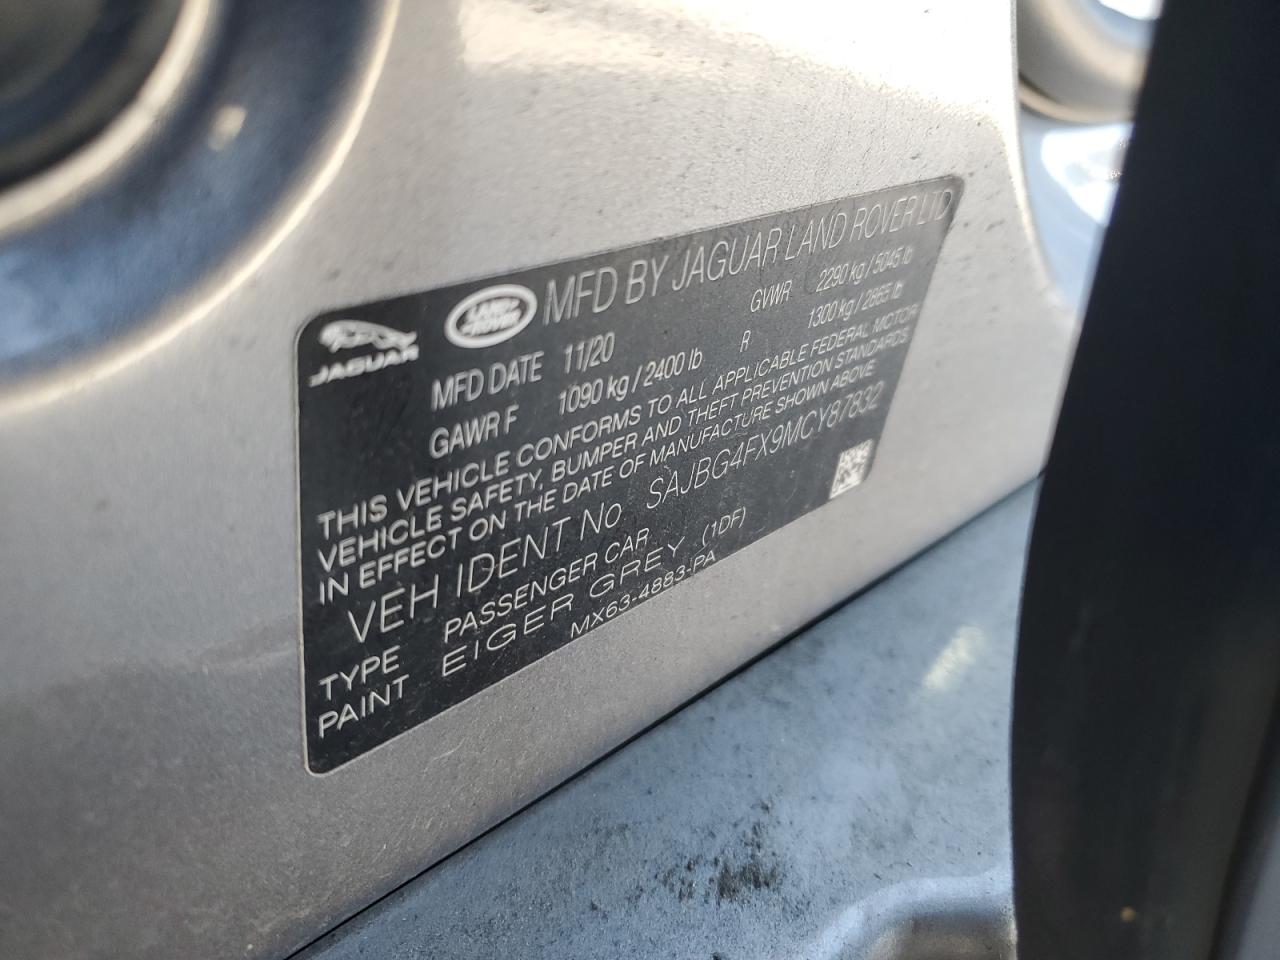 JAGUAR LAND ROVER MFD BY JAGUAR LAND ROVER LTD
MFD DATE 11/20 GVWR 2290 kg / 5045 lb
GAWR F 1090 kg / 2400 lb R 1300 kg / 2865 lb
THIS VEHICLE CONFORMS TO ALL APPLICABLE FEDERAL MOTOR
VEHICLE SAFETY, BUMPER AND THEFT PREVENTION STANDARDS
IN EFFECT ON THE DATE OF MANUFACTURE SHOWN ABOVE
VEH IDENT No SAJBG4FX9MCY87832
TYPE PASSENGER CAR
PAINT EIGER GREY (1DF)
MX63-4883-PA